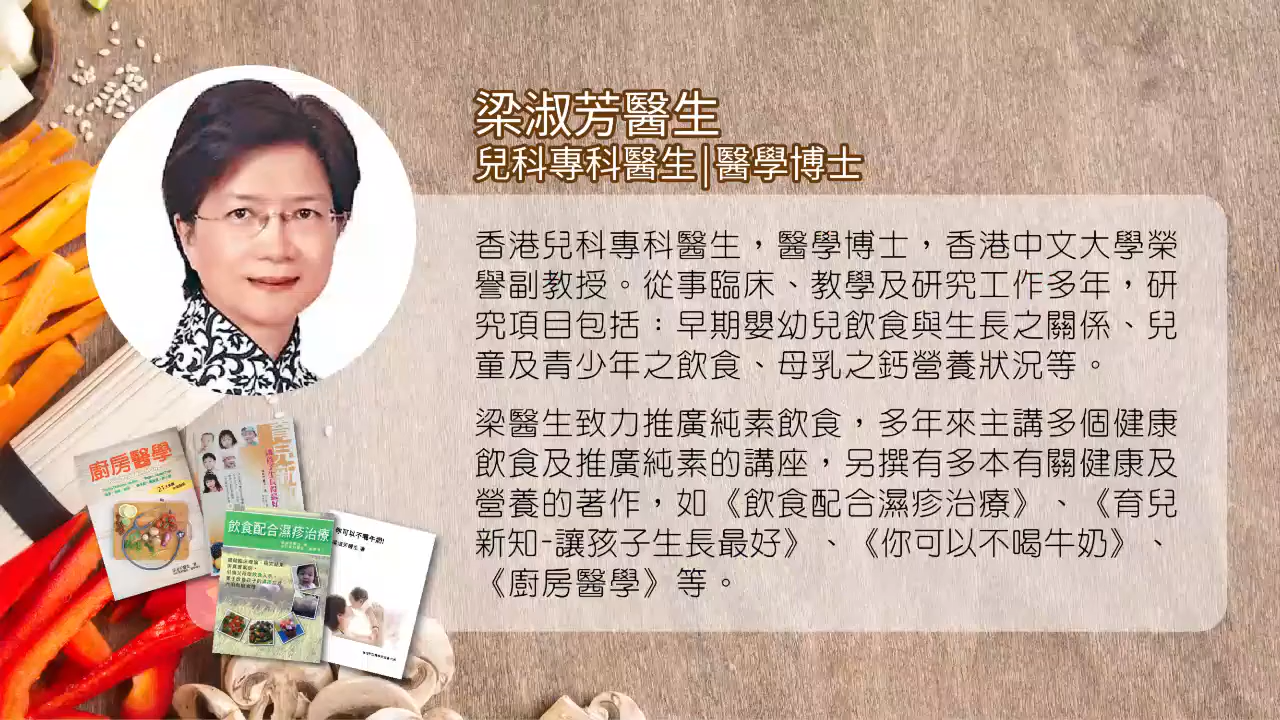 梁淑芳醫生
兒科專科醫生|醫學博士
香港兒科專科醫生，醫學博士，香港中文大學榮
譽副教授。從事臨床、教學及研究工作多年，研
究項目包括：早期嬰幼兒飲食與生長之關係、兒
童及青少年之飲食、母乳之鈣營養狀況等。
梁醫生致力推廣純素飲食，多年來主講多個健康
飲食及推廣純素的講座，另撰有多本有關健康及
營養的著作，如《飲食配合濕疹治療》、《育兒
新知-讓孩子生長最好》、《你可以不喝牛奶》、
《廚房醫學》等。
廚房醫學
飲食配合濕疹治療
你可以不喝牛奶!